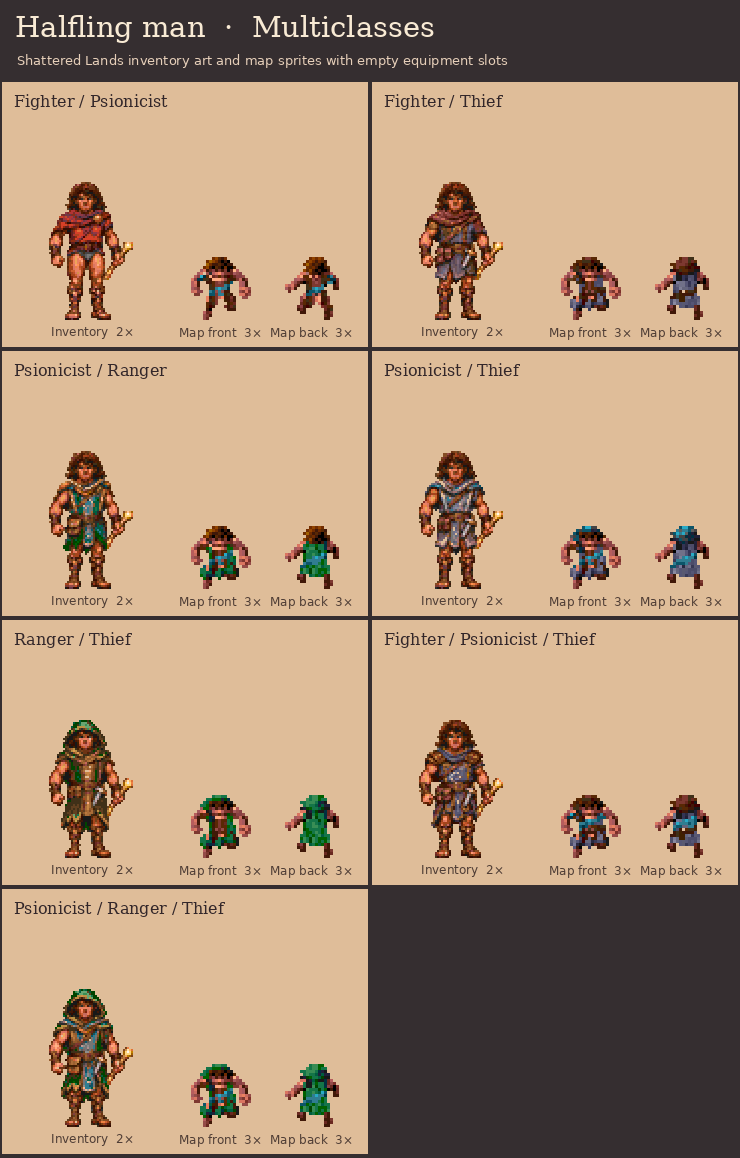 Halfling man · Multiclasses
Shattered Lands inventory art and map sprites with empty equipment slots
Fighter / Psionicist
Inventory 2×
Map front 3×
Map back 3×
Fighter / Thief
Inventory 2×
Map front 3×
Map back 3×
Psionicist / Ranger
Inventory 2×
Map front 3×
Map back 3×
Psionicist / Thief
Inventory 2×
Map front 3×
Map back 3×
Ranger / Thief
Inventory 2×
Map front 3×
Map back 3×
Fighter / Psionicist / Thief
Inventory 2×
Map front 3×
Map back 3×
Psionicist / Ranger / Thief
Inventory 2×
Map front 3×
Map back 3×